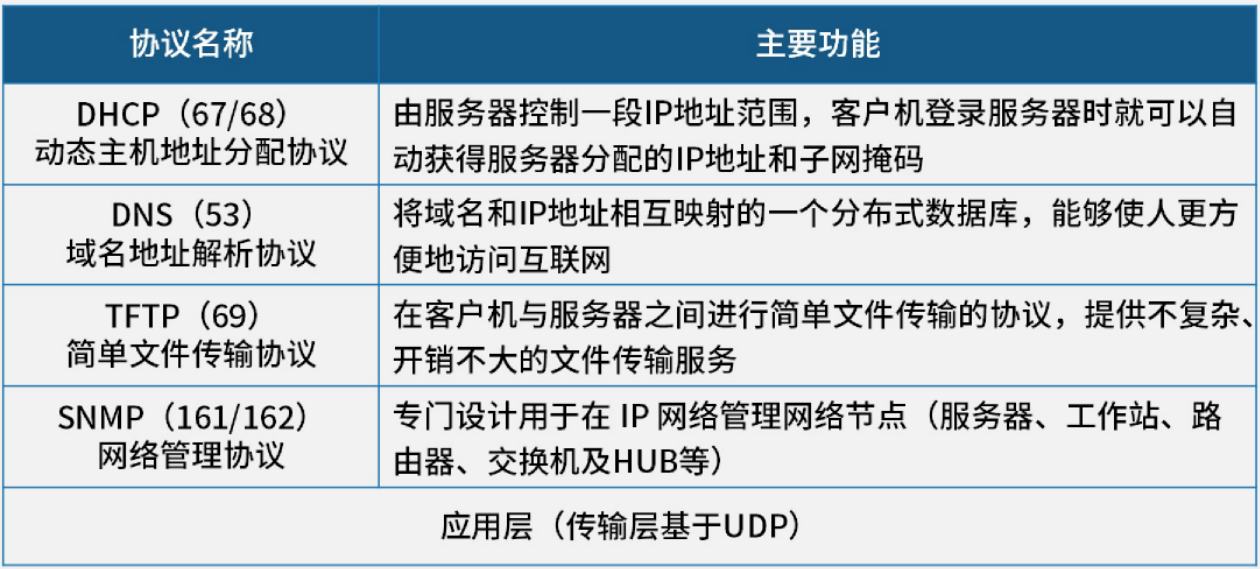 协议名称
主要功能
DHCP（67/68）
动态主机地址分配协议
由服务器控制一段IP地址范围，客户机登录服务器时就可以自
动获得服务器分配的IP地址和子网掩码
DNS（53）
域名地址解析协议
将域名和IP地址相互映射的一个分布式数据库，能够使人更方
便地访问互联网
TFTP（69）
简单文件传输协议
在客户机与服务器之间进行简单文件传输的协议，提供不复杂、
开销不大的文件传输服务
SNMP（161/162）
网络管理协议
专门设计用于在 IP 网络管理网络节点（服务器、工作站、路
由器、交换机及HUB等）
应用层（传输层基于UDP）